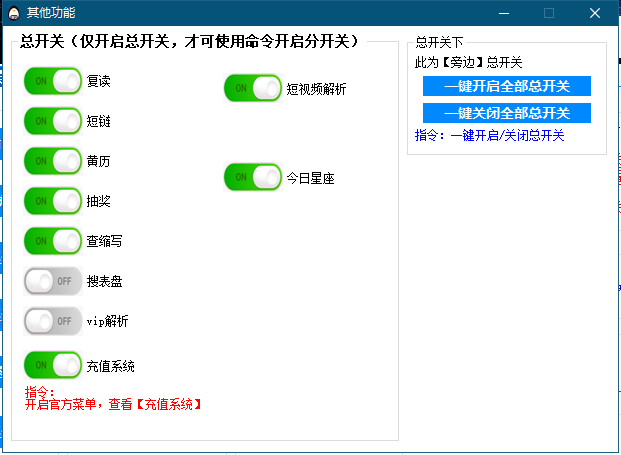 其他功能
总开关（仅开启总开关，才可使用命令开启分开关）
ON 复读
ON 短视频解析
ON 短链
ON 黄历
ON 今日星座
ON 抽奖
ON 查缩写
OFF 搜表盘
OFF vip解析
ON 充值系统
指令：
开启官方菜单，查看【充值系统】
总开关下
此为【旁边】总开关
一键开启全部总开关
一键关闭全部总开关
指令：一键开启/关闭总开关